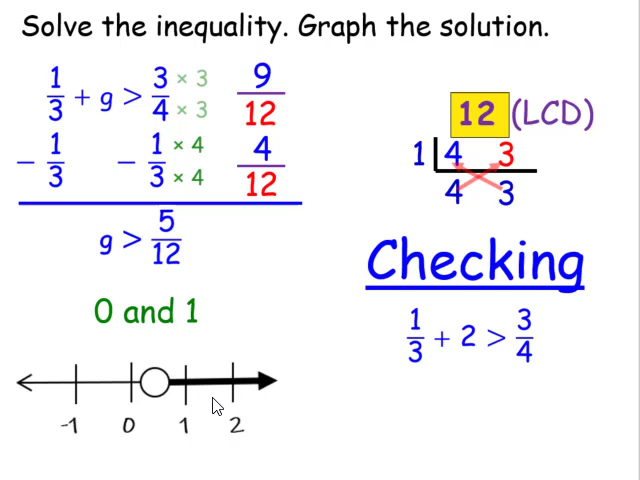 Solve the inequality. Graph the solution.
1/3 + g > 3/4 × 3 × 3 9/12
− 1/3 − 1/3 × 4 × 4 4/12
g > 5/12
0 and 1
-1 0 1 2
12 (LCD)
1 4 3
4 3
Checking
1/3 + 2 > 3/4